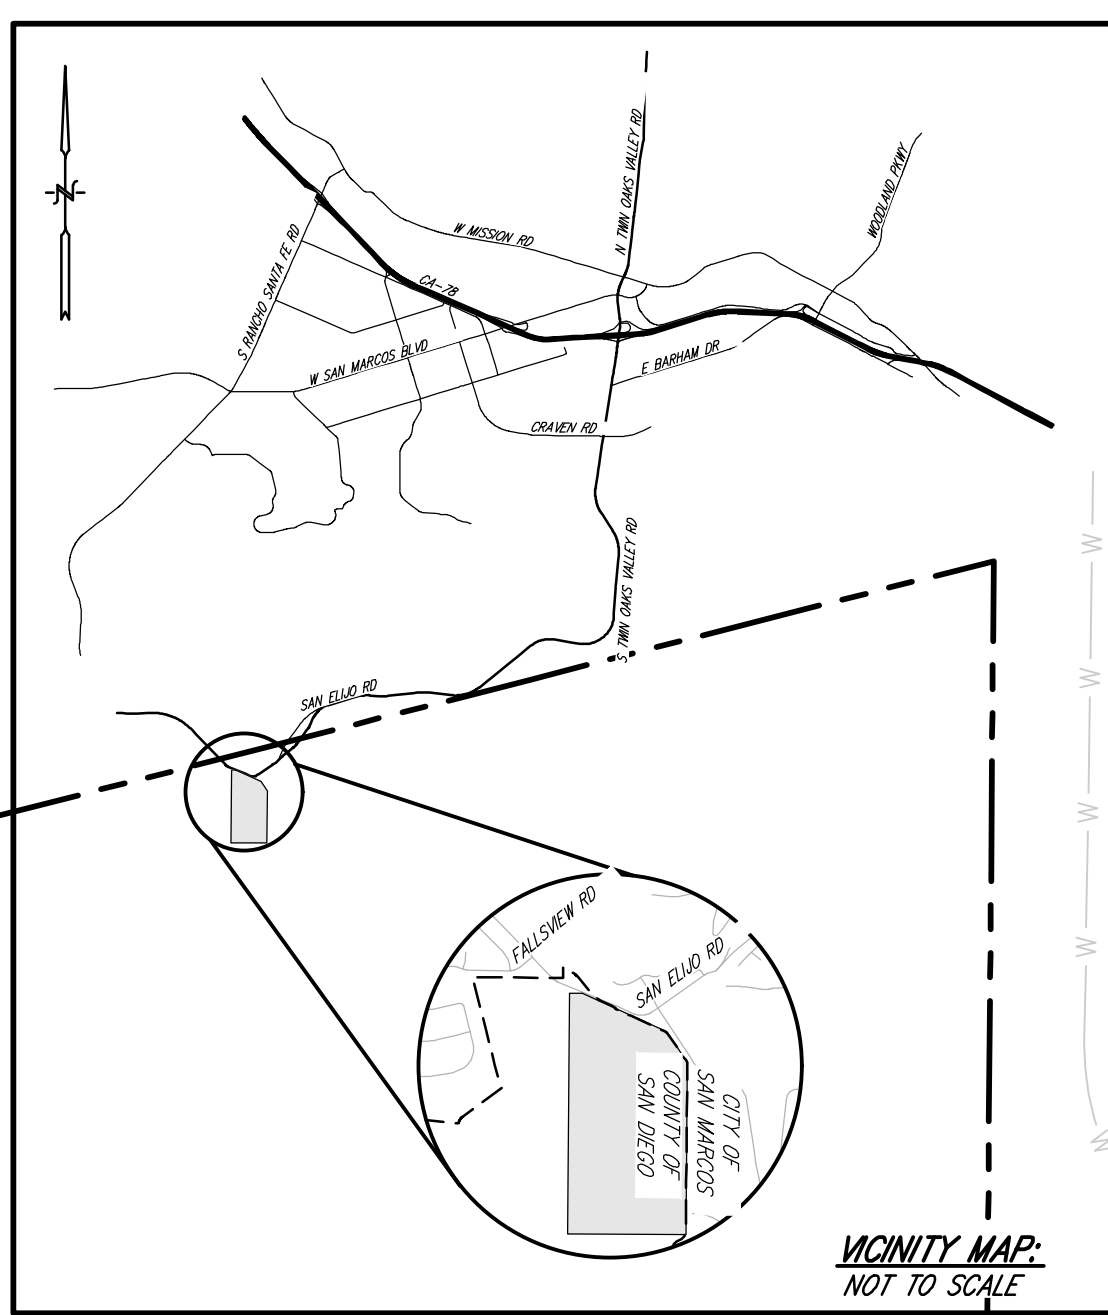 N
N TWIN OAKS VALLEY RD
WOODLAND PKWY
W MISSION RD
S RANCHO SANTA FE RD
CA-78
W SAN MARCOS BLVD
E BARHAM DR
CRAVEN RD
S TWIN OAKS VALLEY RD
SAN ELIJO RD
W
W
W
W
W
FALLSVIEW RD
SAN ELIJO RD
CITY OF
SAN MARCOS
COUNTY OF
SAN DIEGO
VICINITY MAP:
NOT TO SCALE